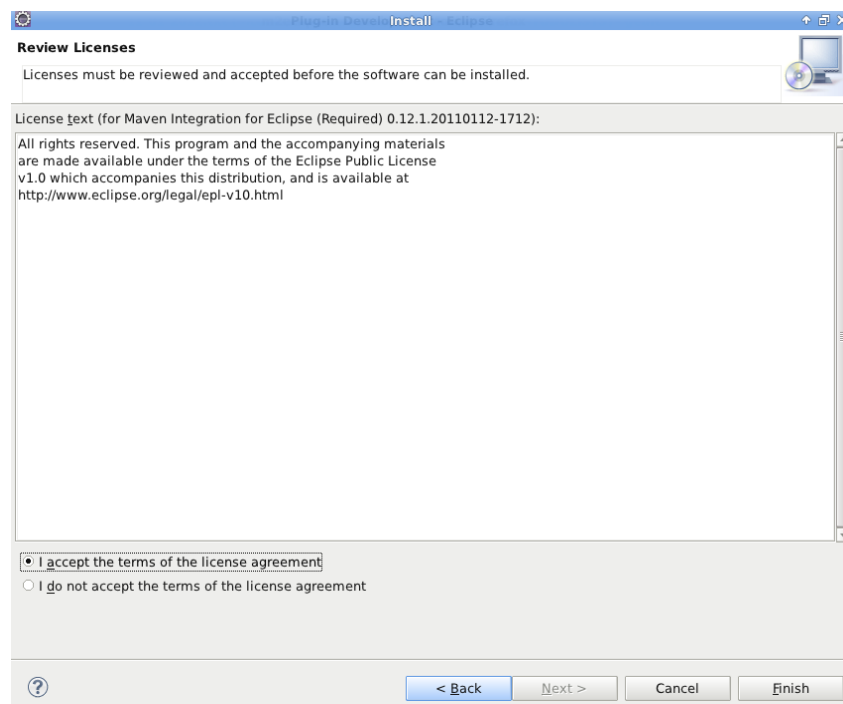 Plug-in Develo Install - Eclipse
Review Licenses
Licenses must be reviewed and accepted before the software can be installed.
License text (for Maven Integration for Eclipse (Required) 0.12.1.20110112-1712):
All rights reserved. This program and the accompanying materials
are made available under the terms of the Eclipse Public License
v1.0 which accompanies this distribution, and is available at
http://www.eclipse.org/legal/epl-v10.html
I accept the terms of the license agreement
I do not accept the terms of the license agreement
? < Back Next > Cancel Finish